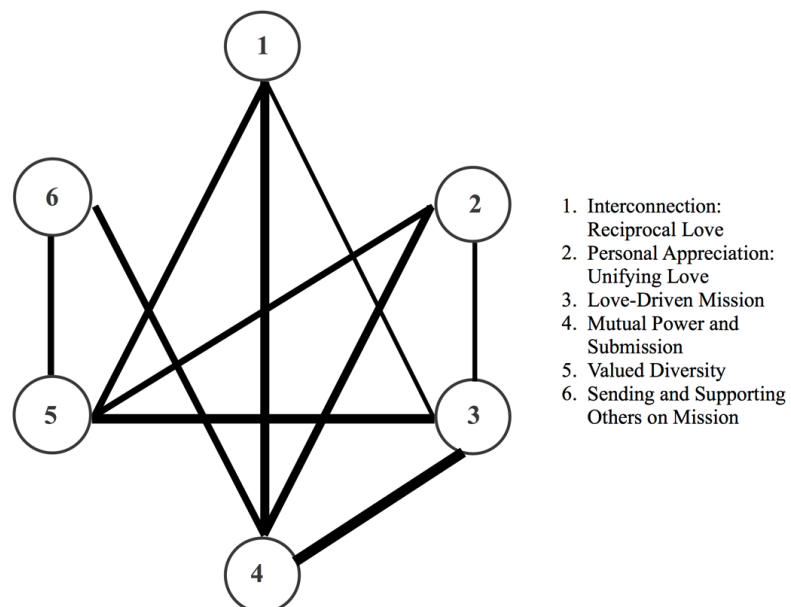 1
6
2
5
3
4
1. Interconnection:
Reciprocal Love
2. Personal Appreciation:
Unifying Love
3. Love-Driven Mission
4. Mutual Power and
Submission
5. Valued Diversity
6. Sending and Supporting
Others on Mission